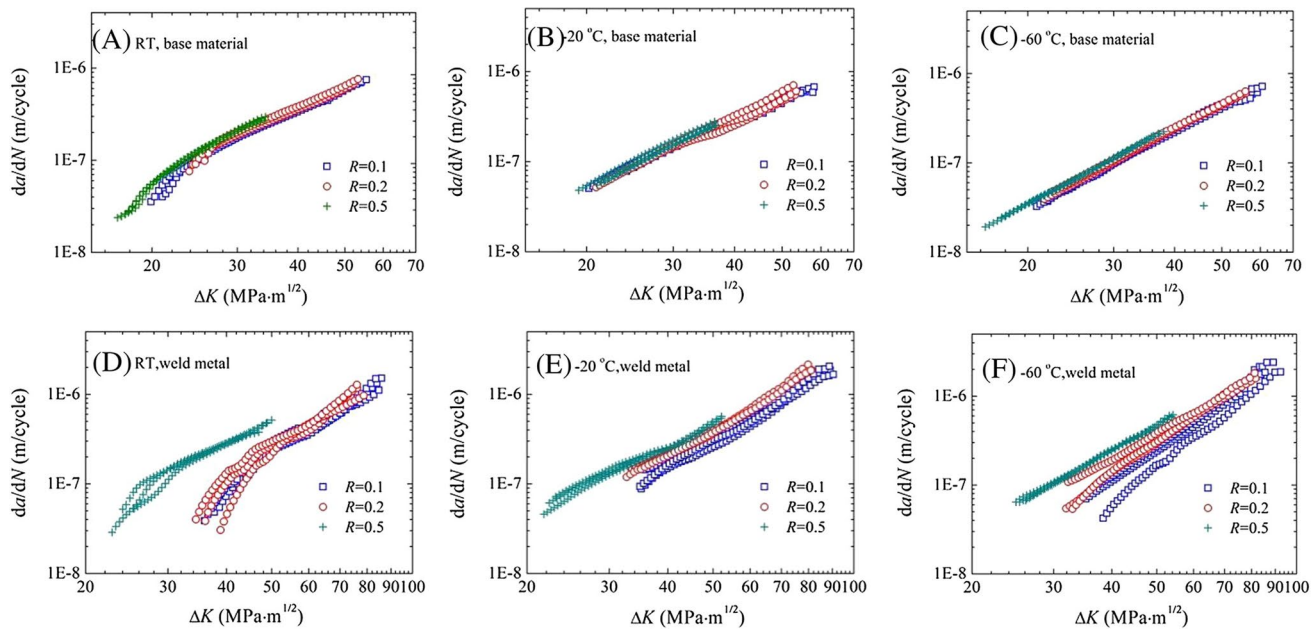 (A) RT, base material
1E-6
1E-7
1E-8
da/dN (m/cycle)
R=0.1
R=0.2
R=0.5
20 30 40 50 60 70
ΔK (MPa·m1/2)
(B) -20 °C, base material
1E-6
1E-7
1E-8
da/dN (m/cycle)
R=0.1
R=0.2
R=0.5
20 30 40 50 60 70
ΔK (MPa·m1/2)
(C) -60 °C, base material
1E-6
1E-7
1E-8
da/dN (m/cycle)
R=0.1
R=0.2
R=0.5
20 30 40 50 60 70
ΔK (MPa·m1/2)
(D) RT,weld metal
1E-6
1E-7
1E-8
da/dN (m/cycle)
R=0.1
R=0.2
R=0.5
20 30 40 50 60 70 80 90 100
ΔK (MPa·m1/2)
(E) -20 °C,weld metal
1E-6
1E-7
1E-8
da/dN (m/cycle)
R=0.1
R=0.2
R=0.5
20 30 40 50 60 70 80 90 100
ΔK (MPa·m1/2)
(F) -60 °C,weld metal
1E-6
1E-7
1E-8
da/dN (m/cycle)
R=0.1
R=0.2
R=0.5
20 30 40 50 60 70 80 90 100
ΔK (MPa·m1/2)